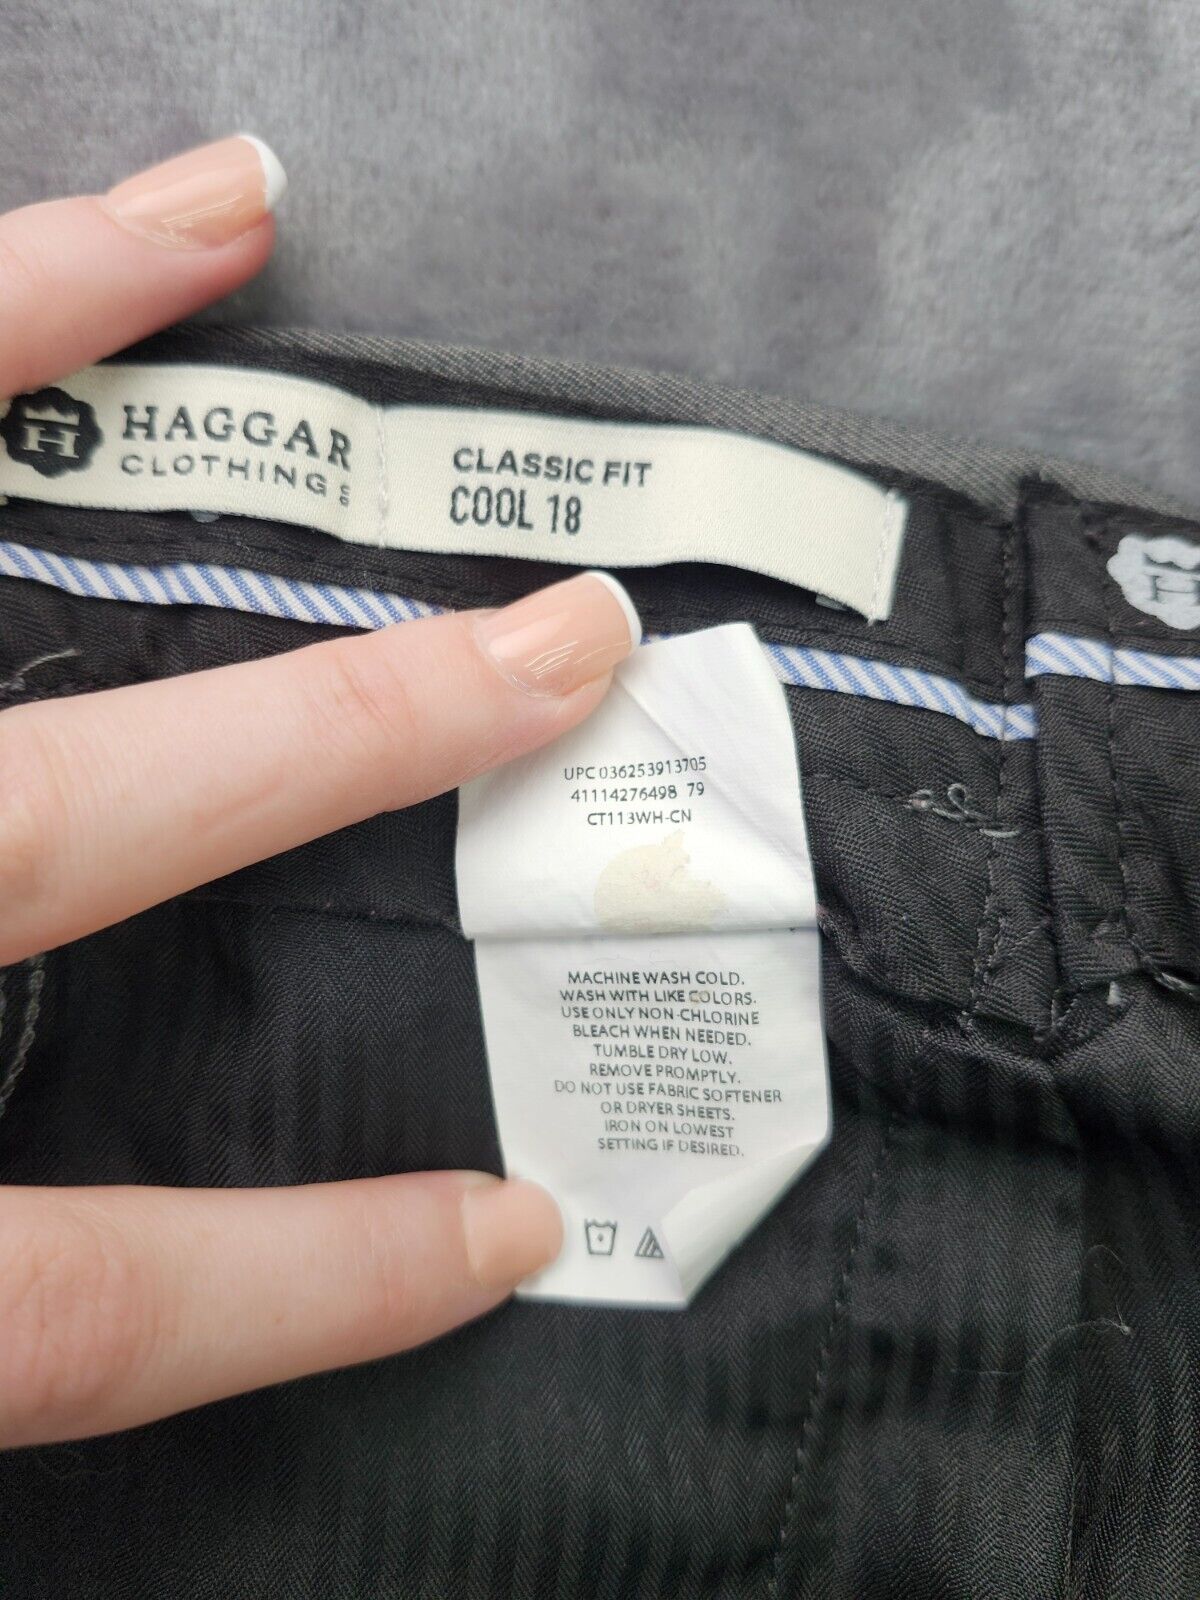 H
HAGGAR
CLOTHING CO
CLASSIC FIT
COOL 18
H
UPC 036253913705
41114276498 79
CT113WH-CN
MACHINE WASH COLD.
WASH WITH LIKE COLORS.
USE ONLY NON-CHLORINE
BLEACH WHEN NEEDED.
TUMBLE DRY LOW,
REMOVE PROMPTLY.
DO NOT USE FABRIC SOFTENER
OR DRYER SHEETS.
IRON ON LOWEST
SETTING IF DESIRED.